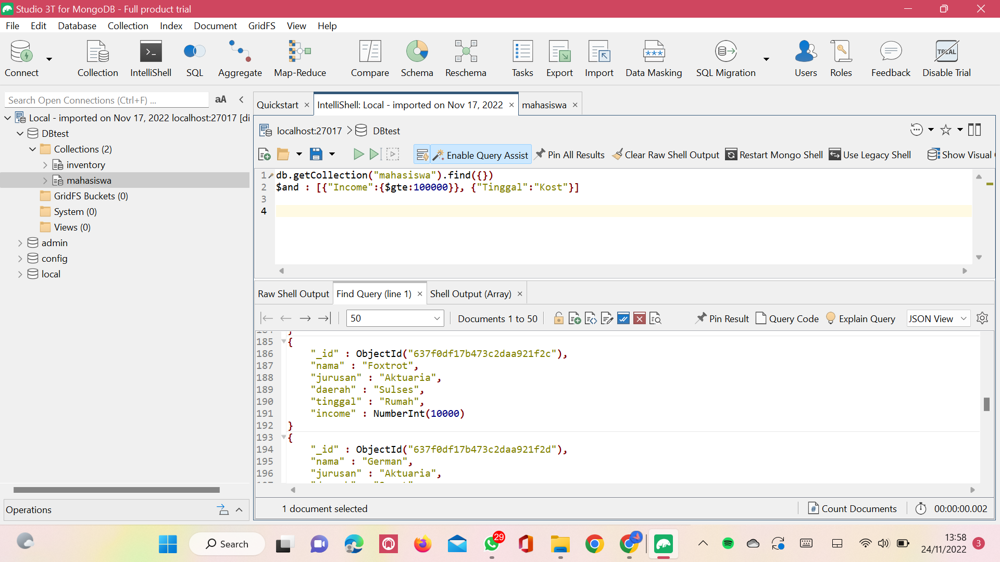 Studio 3T for MongoDB - Full product trial
File Edit Database Collection Index Document GridFS View Help
Connect Collection IntelliShell SQL Aggregate Map-Reduce Compare Schema Reschema Tasks Export Import Data Masking SQL Migration Users Roles Feedback Disable Trial
TRIAL
Search Open Connections (Ctrl+F) ... aA
Local - imported on Nov 17, 2022 localhost:27017 [di
DBtest
Collections (2)
inventory
mahasiswa
GridFS Buckets (0)
System (0)
Views (0)
admin
config
local
Operations
Quickstart × IntelliShell: Local - imported on Nov 17, 2022 × mahasiswa ×
localhost:27017 > DBtest
Enable Query Assist Pin All Results Clear Raw Shell Output Restart Mongo Shell Use Legacy Shell Show Visual
1 db.getCollection("mahasiswa").find({})
2 $and : [{"Income":{$gte:100000}}, {"Tinggal":"Kost"}]
3
4
Raw Shell Output Find Query (line 1) × Shell Output (Array) ×
50 Documents 1 to 50 Pin Result Query Code Explain Query JSON View
184 }
185 {
186 "_id" : ObjectId("637f0df17b473c2daa921f2c"),
187 "nama" : "Foxtrot",
188 "jurusan" : "Aktuaria",
189 "daerah" : "Sulses",
190 "tinggal" : "Rumah",
191 "income" : NumberInt(10000)
192 }
193 {
194 "_id" : ObjectId("637f0df17b473c2daa921f2d"),
195 "nama" : "German",
196 "jurusan" : "Aktuaria",
1 document selected # Count Documents 00:00:00.002
Search
29
13:58
24/11/2022
3